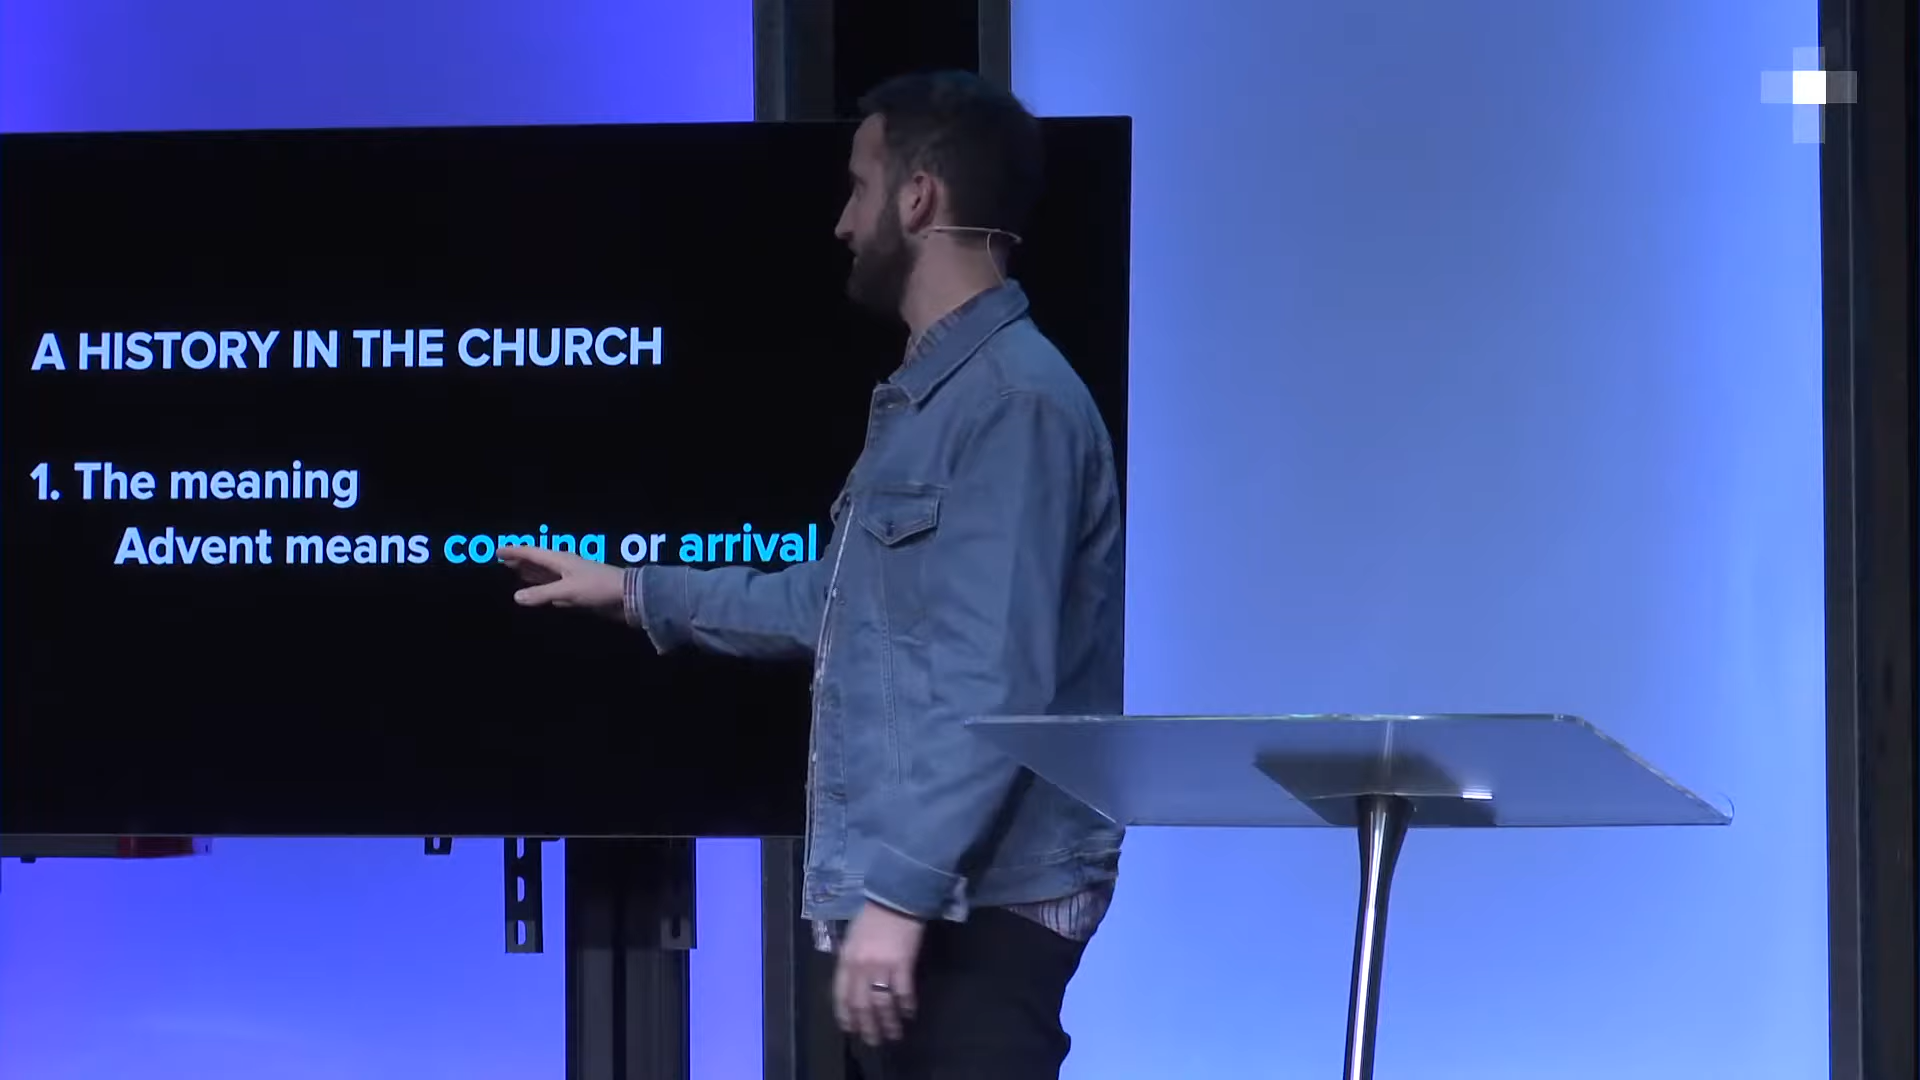 A HISTORY IN THE CHURCH
1. The meaning
Advent means coming or arrival